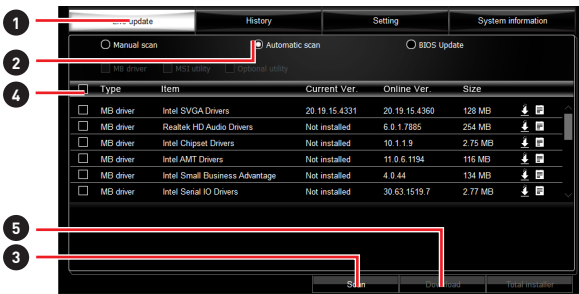 1 Live update History Setting System information
Manual scan Automatic scan BIOS Update
2
MB driver MSI utility Optional utility
4 Type Item Current Ver. Online Ver. Size
MB driver Intel SVGA Drivers 20.19.15.4331 20.19.15.4360 128 MB
MB driver Realtek HD Audio Drivers Not installed 6.0.1.7885 254 MB
MB driver Intel Chipset Drivers Not installed 10.1.1.9 2.75 MB
MB driver Intel AMT Drivers Not installed 11.0.6.1194 116 MB
MB driver Intel Small Business Advantage Not installed 4.0.44 134 MB
MB driver Intel Serial IO Drivers Not installed 30.63.1519.7 2.77 MB
5
3
Scan Download Total installer